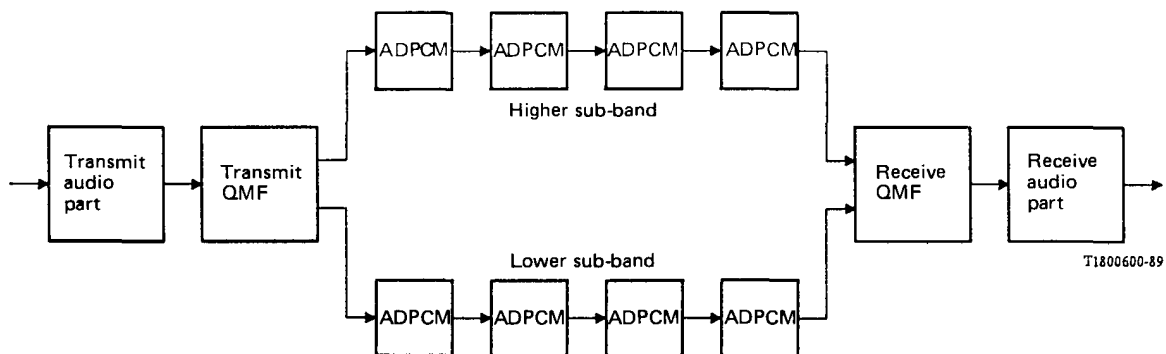 ADPCM ADPCM ADPCM ADPCM
Higher sub-band
Transmit
audio
part
Transmit
QMF
Receive
QMF
Receive
audio
part
T1800600-89
Lower sub-band
ADPCM ADPCM ADPCM ADPCM